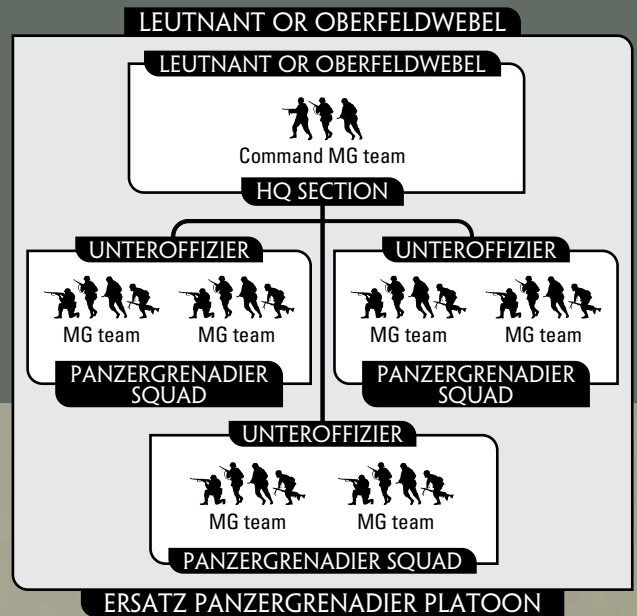 LEUTNANT OR OBERFELDWEBEL
LEUTNANT OR OBERFELDWEBEL
Command MG team
HQ SECTION
UNTEROFFIZIER
MG team MG team
PANZERGRENADIER
SQUAD
UNTEROFFIZIER
MG team MG team
PANZERGRENADIER
SQUAD
UNTEROFFIZIER
MG team MG team
PANZERGRENADIER SQUAD
ERSATZ PANZERGRENADIER PLATOON